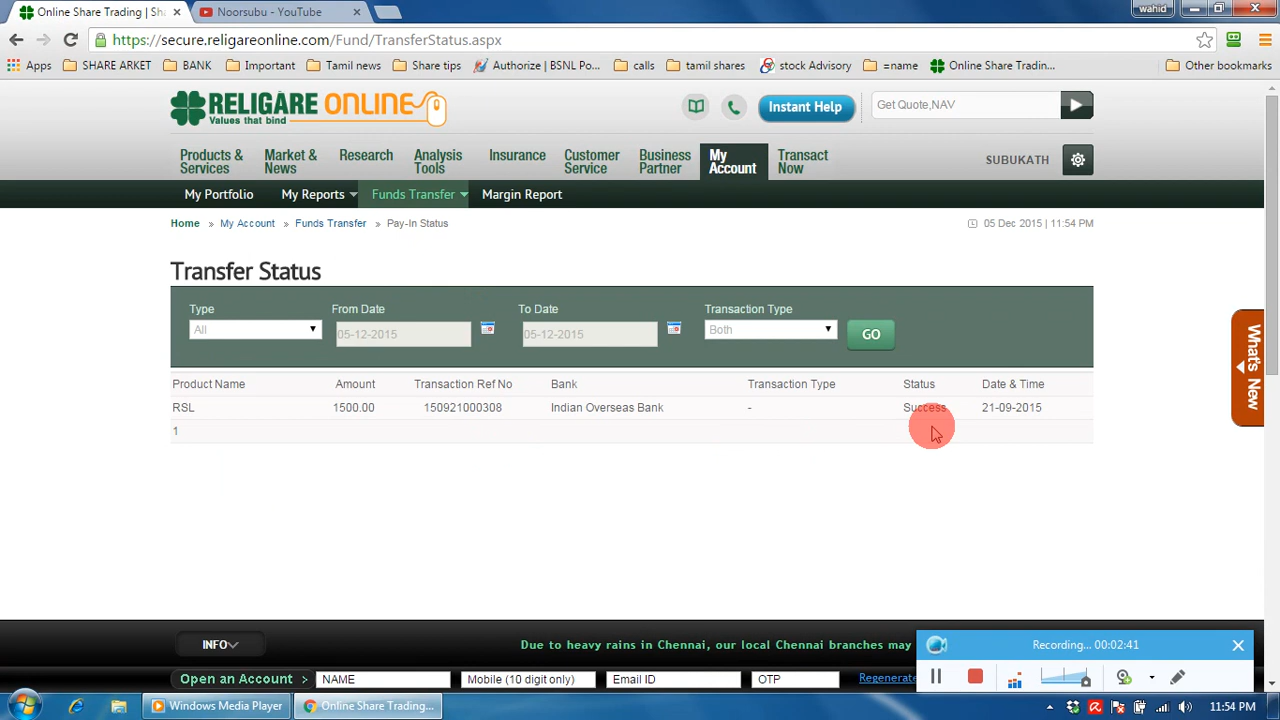 Online Share Trading | Sha
Noorsubu - YouTube
wahid
https://secure.religareonline.com/Fund/TransferStatus.aspx
Apps SHARE ARKET BANK Important Tamil news Share tips Authorize | BSNL Po... calls tamil shares stock Advisory =name Online Share Tradin... Other bookmarks
RELIGARE ONLINE
Values that bind
Instant Help
Get Quote,NAV
Products & Services
Market & News
Research
Analysis Tools
Insurance
Customer Service
Business Partner
My Account
Transact Now
SUBUKATH
My Portfolio My Reports Funds Transfer Margin Report
Home » My Account » Funds Transfer » Pay-In Status
05 Dec 2015 | 11:54 PM
Transfer Status
Type From Date To Date Transaction Type
All 05-12-2015 05-12-2015 Both GO
Product Name Amount Transaction Ref No Bank Transaction Type Status Date & Time
RSL 1500.00 150921000308 Indian Overseas Bank - Success 21-09-2015
1
What's New
INFO
Due to heavy rains in Chennai, our local Chennai branches may
Recording... 00:02:41
Open an Account > NAME Mobile (10 digit only) Email ID OTP Regenerate
Windows Media Player
Online Share Tradin...
11:54 PM